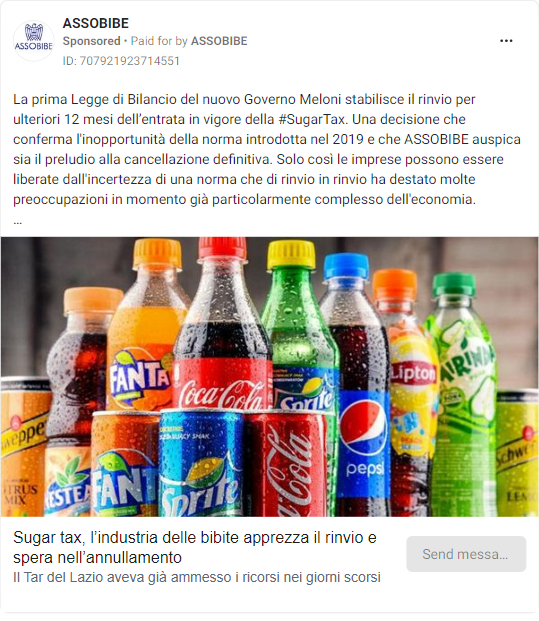 ASSOBIBE
Sponsored • Paid for by ASSOBIBE
ID: 707921923714551
ASSOBIBE
La prima Legge di Bilancio del nuovo Governo Meloni stabilisce il rinvio per
ulteriori 12 mesi dell’entrata in vigore della #SugarTax. Una decisione che
conferma l'inopportunità della norma introdotta nel 2019 e che ASSOBIBE auspica
sia il preludio alla cancellazione definitiva. Solo così le imprese possono essere
liberate dall'incertezza di una norma che di rinvio in rinvio ha destato molte
preoccupazioni in momento già particolarmente complesso dell'economia.
...
FANTA
Coca-Cola
Sprite
pepsi
Lipton
MIRINDA
Schweppes
CITRUS
MIX
NESTEA
FANTA
Sprite
Coca-Cola
Schweppes
Sugar tax, l’industria delle bibite apprezza il rinvio e
spera nell’annullamento
Il Tar del Lazio aveva già ammesso i ricorsi nei giorni scorsi
Send messa...